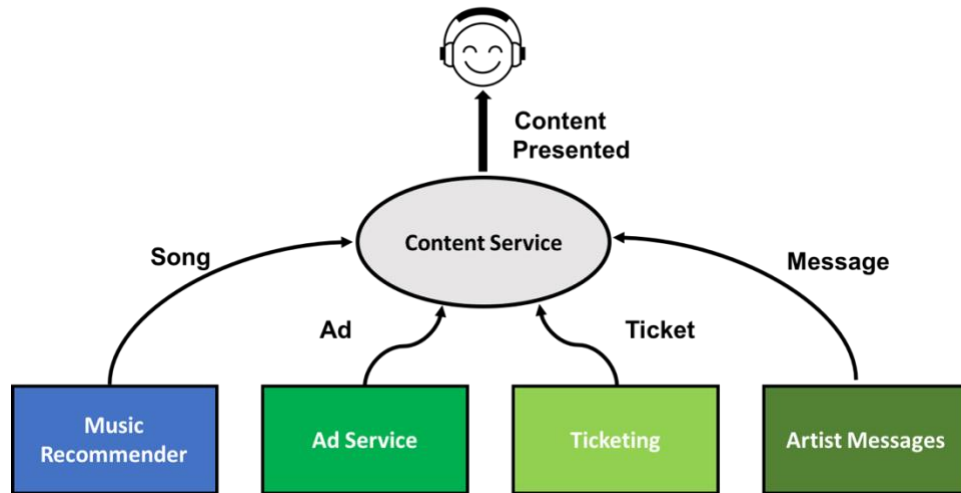 Content
Presented
Content Service
Song
Message
Ad
Ticket
Music
Recommender
Ad Service
Ticketing
Artist Messages